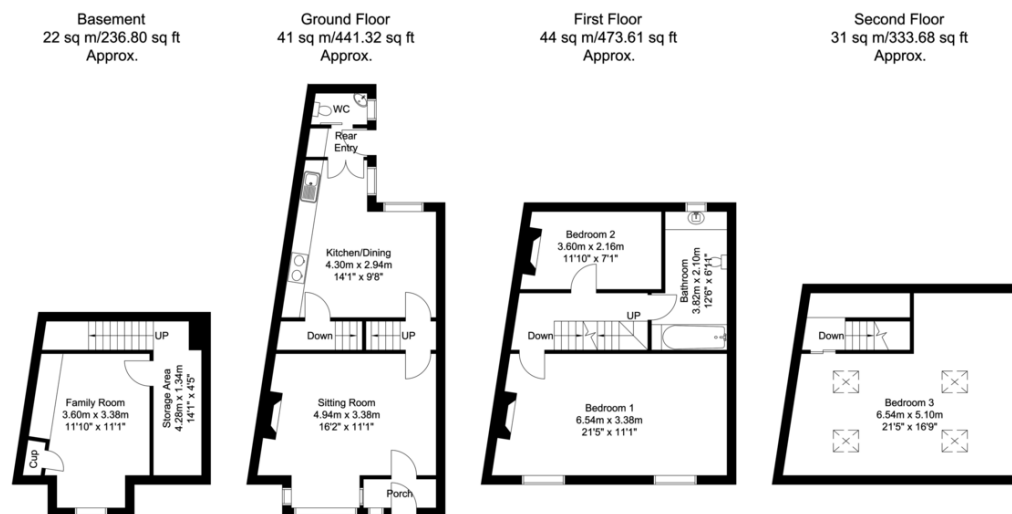 Basement
22 sq m/236.80 sq ft
Approx.
Ground Floor
41 sq m/441.32 sq ft
Approx.
First Floor
44 sq m/473.61 sq ft
Approx.
Second Floor
31 sq m/333.68 sq ft
Approx.
UP
Family Room
3.60m x 3.38m
11'10" x 11'1"
Storage Area
4.28m x 1.34m
14'1" x 4'5"
Cup
WC
Rear
Entry
Kitchen/Dining
4.30m x 2.94m
14'1" x 9'8"
Down
UP
Sitting Room
4.94m x 3.38m
16'2" x 11'1"
Porch
Bedroom 2
3.60m x 2.16m
11'10" x 7'1"
Bathroom
3.82m x 2.10m
12'6" x 6'11"
UP
Down
Bedroom 1
6.54m x 3.38m
21'5" x 11'1"
Down
Bedroom 3
6.54m x 5.10m
21'5" x 16'9"